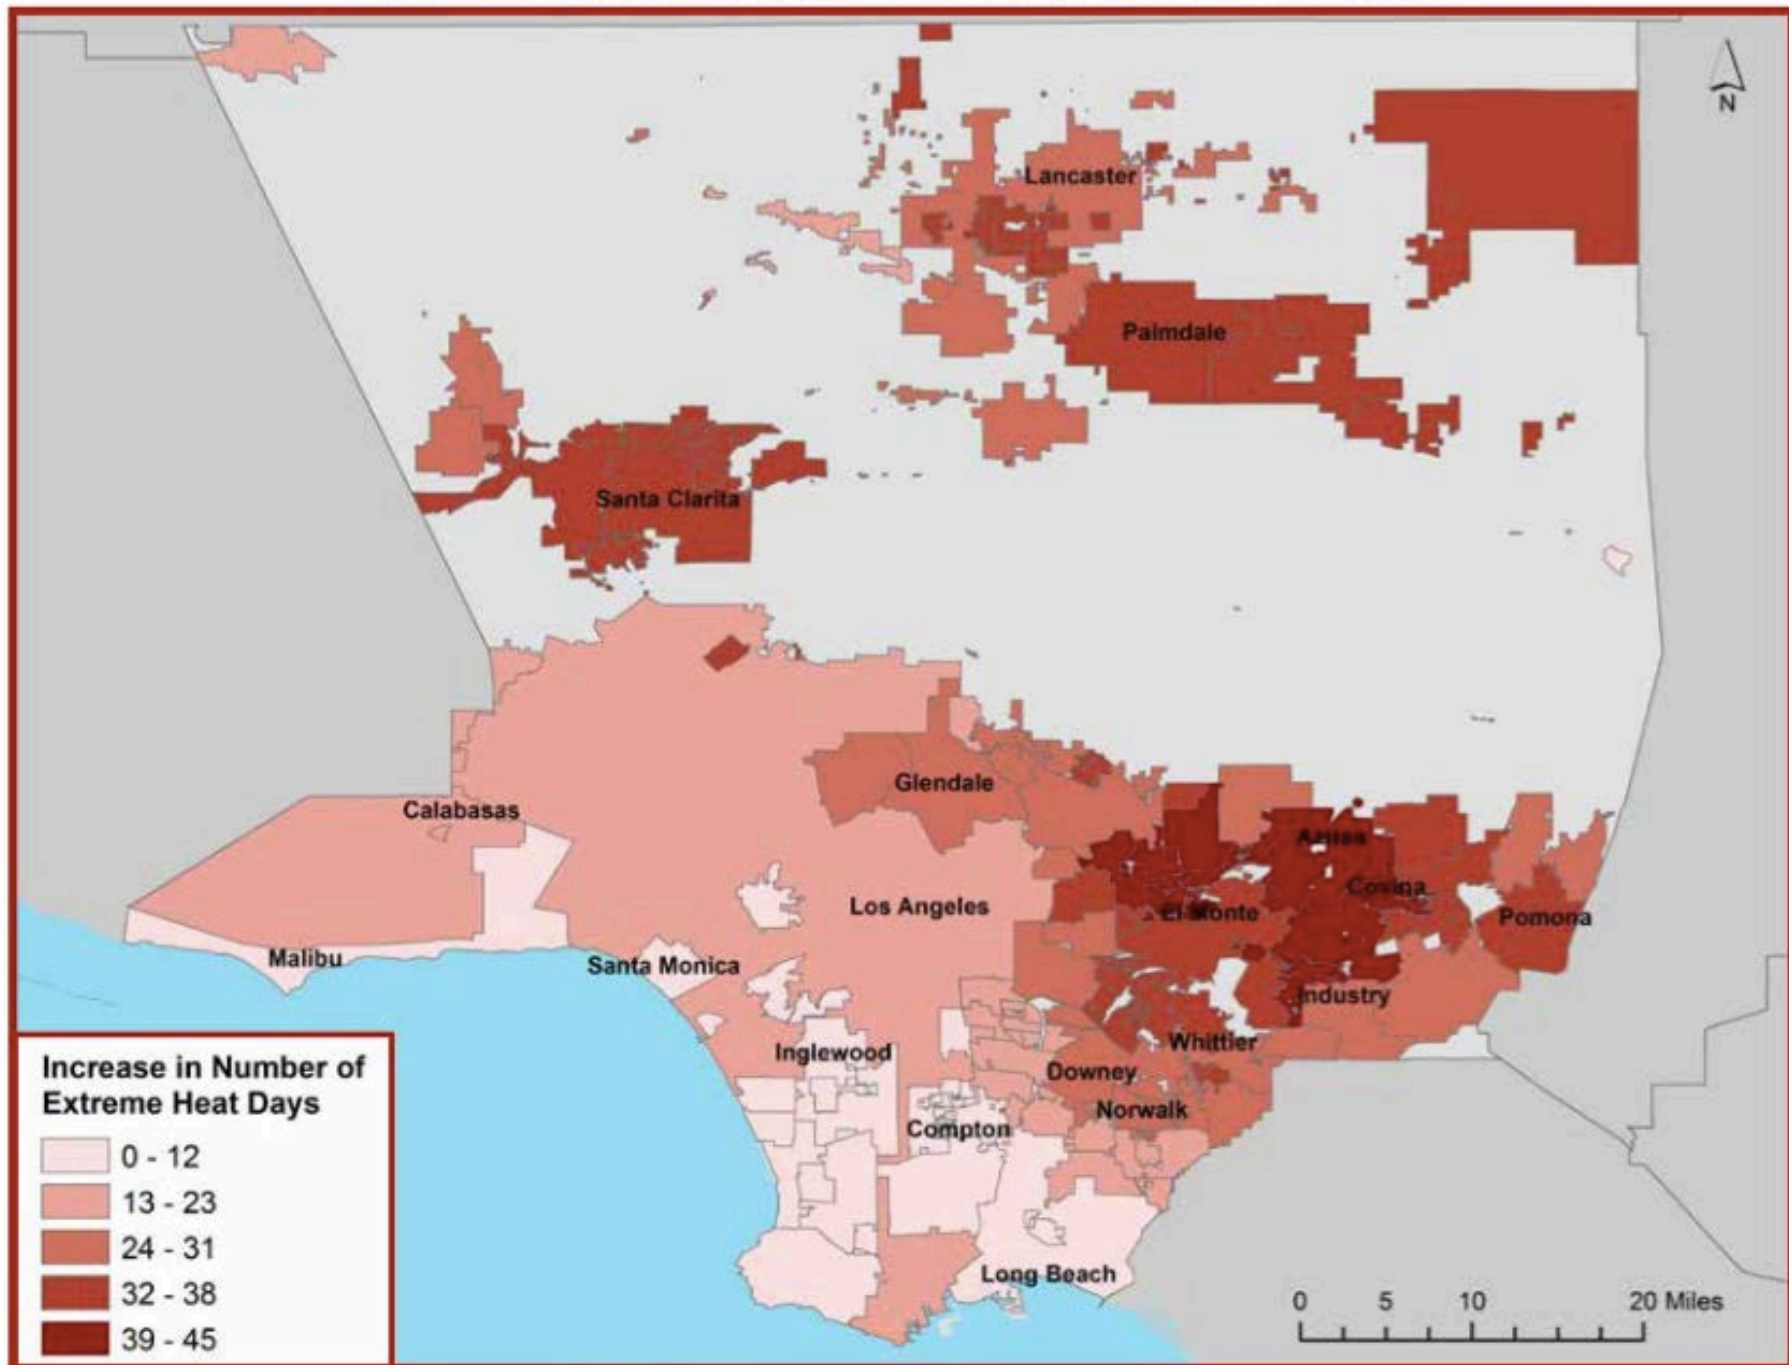 N
Lancaster
Palmdale
Santa Clarita
Glendale
Calabasas
Azusa
Covina
Los Angeles
El Monte
Pomona
Malibu
Santa Monica
Industry
Inglewood
Whittier
Downey
Norwalk
Compton
Long Beach
Increase in Number of
Extreme Heat Days
0 - 12
13 - 23
24 - 31
32 - 38
39 - 45
0 5 10 20 Miles